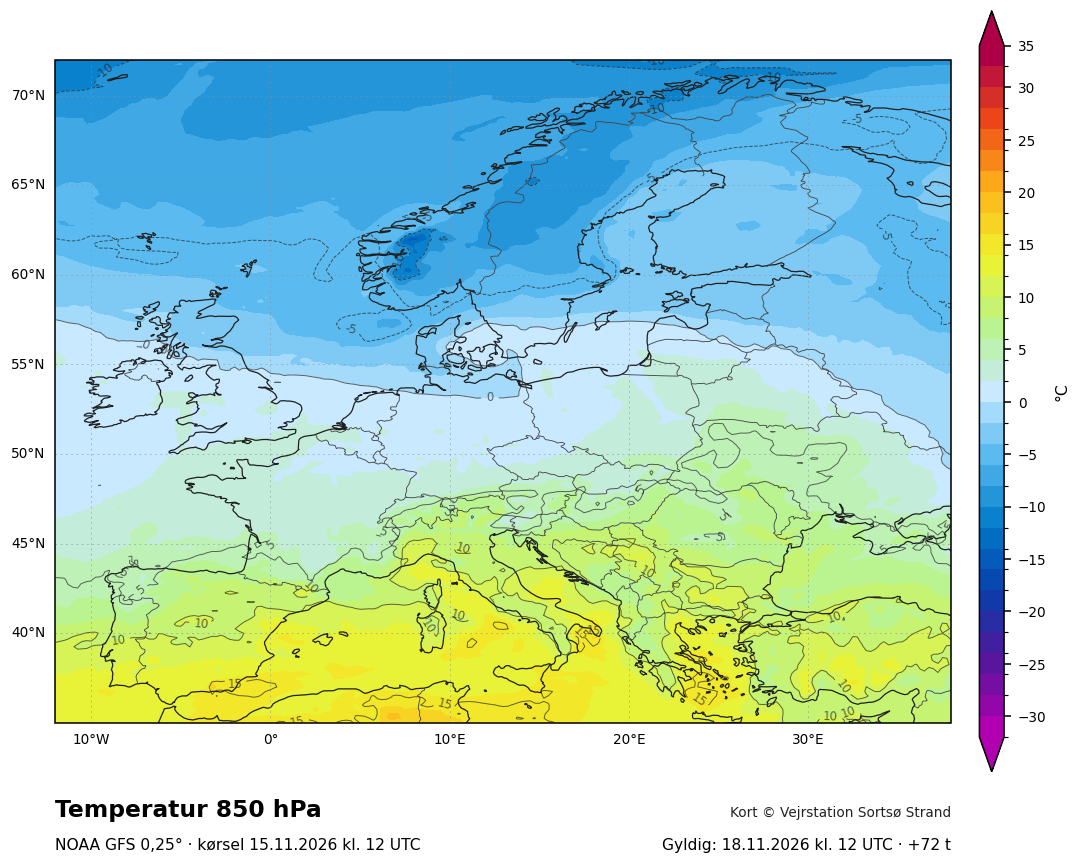 35
30
25
20
15
10
5
0
−5
−10
−15
−20
−25
−30
°C
70°N
65°N
60°N
55°N
50°N
45°N
40°N
10°W
0°
10°E
20°E
30°E
Temperatur 850 hPa
Kort © Vejrstation Sortsø Strand
NOAA GFS 0,25° · kørsel 15.11.2026 kl. 12 UTC
Gyldig: 18.11.2026 kl. 12 UTC · +72 t